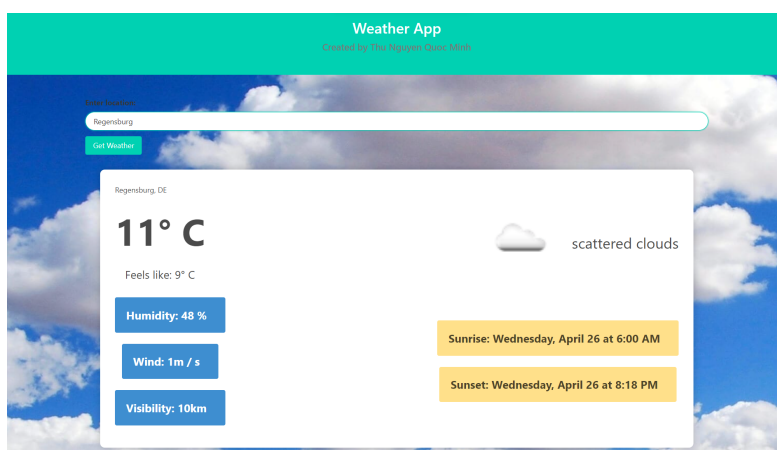 Weather App
Created by Thu Nguyen Quoc Minh
Regensburg
Get Weather
Regensburg, DE
11° C
scattered clouds
Feels like: 9° C
Humidity: 48 %
Wind: 1m / s
Visibility: 10km
Sunrise: Wednesday, April 26 at 6:00 AM
Sunset: Wednesday, April 26 at 8:18 PM